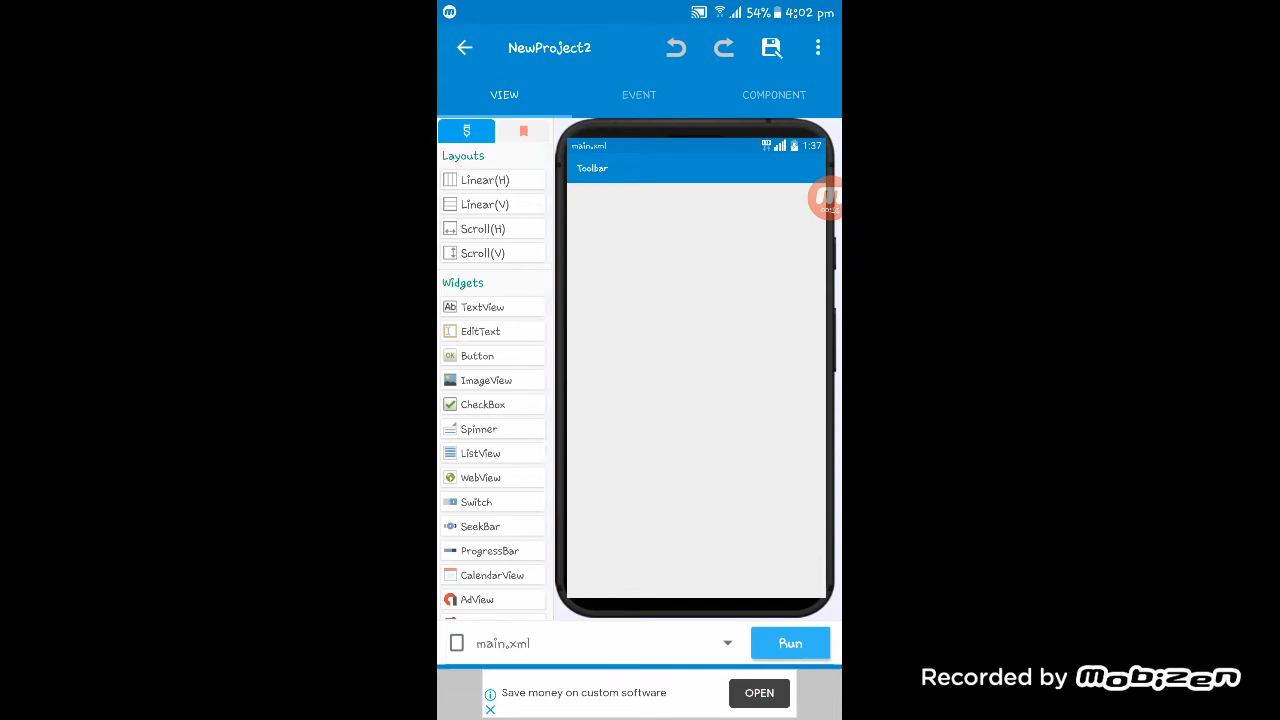 54% 4:02 pm
NewProject2
VIEW EVENT COMPONENT
main.xml 1:37
Toolbar
Layouts
Linear(H)
Linear(V)
Scroll(H)
Scroll(V)
Widgets
Ab TextView
EditText
OK Button
ImageView
CheckBox
Spinner
ListView
WebView
Switch
SeekBar
ProgressBar
CalendarView
AdView
main.xml Run
Save money on custom software OPEN
Recorded by mobizen